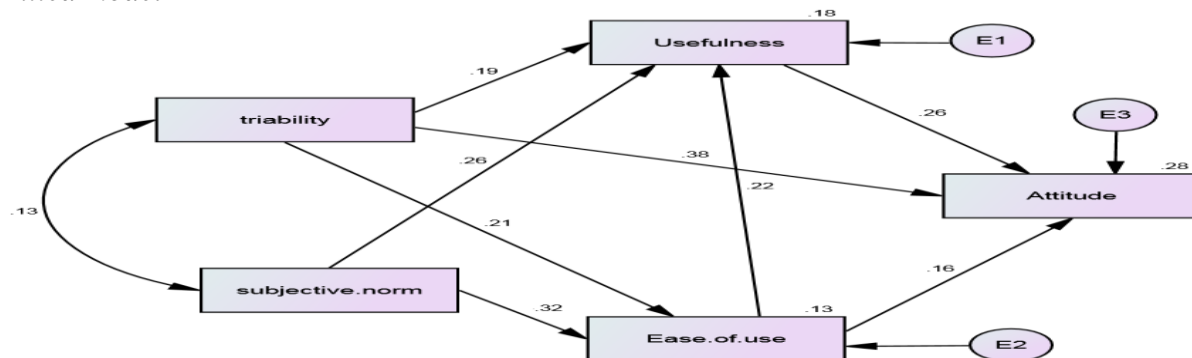 .18
Usefulness
E1
.19
E3
triability
.26
.38
.28
.26
.22
Attitude
.13
.21
.16
subjective.norm
.32
.13
Ease.of.use
E2